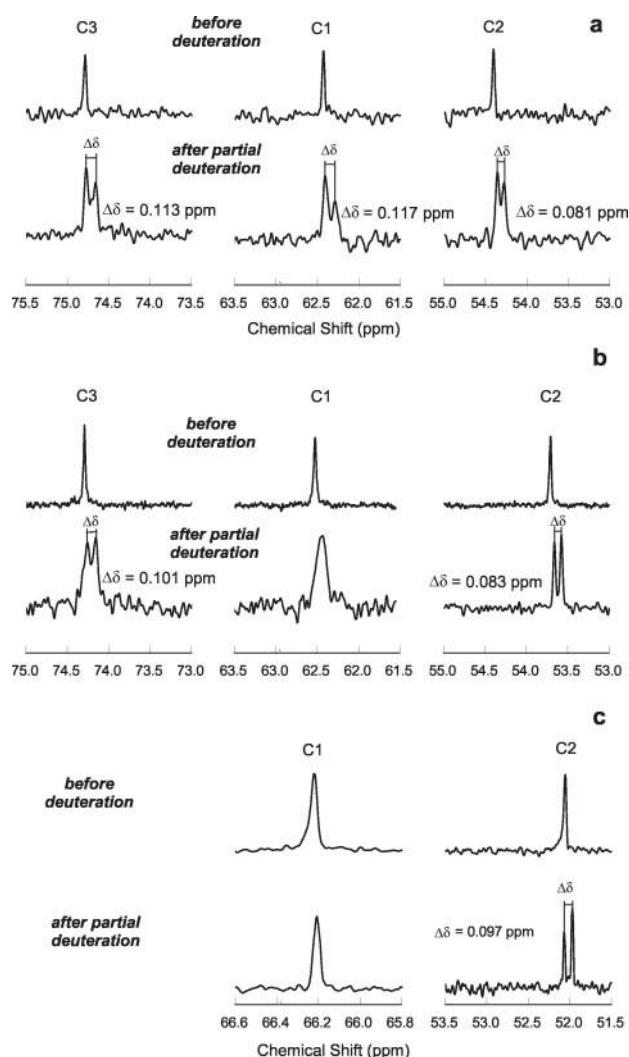 before deuteration
a
C3
C1
C2
after partial deuteration
Δδ
Δδ
Δδ
Δδ = 0.113 ppm
Δδ = 0.117 ppm
Δδ = 0.081 ppm
75.5 75.0 74.5 74.0 73.5
63.5 63.0 62.5 62.0 61.5
55.0 54.5 54.0 53.5 53.0
Chemical Shift (ppm)
b
C3
C1
C2
before
deuteration
after partial
deuteration
Δδ
Δδ
Δδ = 0.101 ppm
Δδ = 0.083 ppm
75.0 74.5 74.0 73.5 73.0
63.5 63.0 62.5 62.0 61.5
55.0 54.5 54.0 53.5 53.0
c
C1
C2
before
deuteration
after partial
deuteration
Δδ
Δδ = 0.097 ppm
66.6 66.4 66.2 66.0 65.8
53.5 53.0 52.5 52.0 51.5
Chemical Shift (ppm)